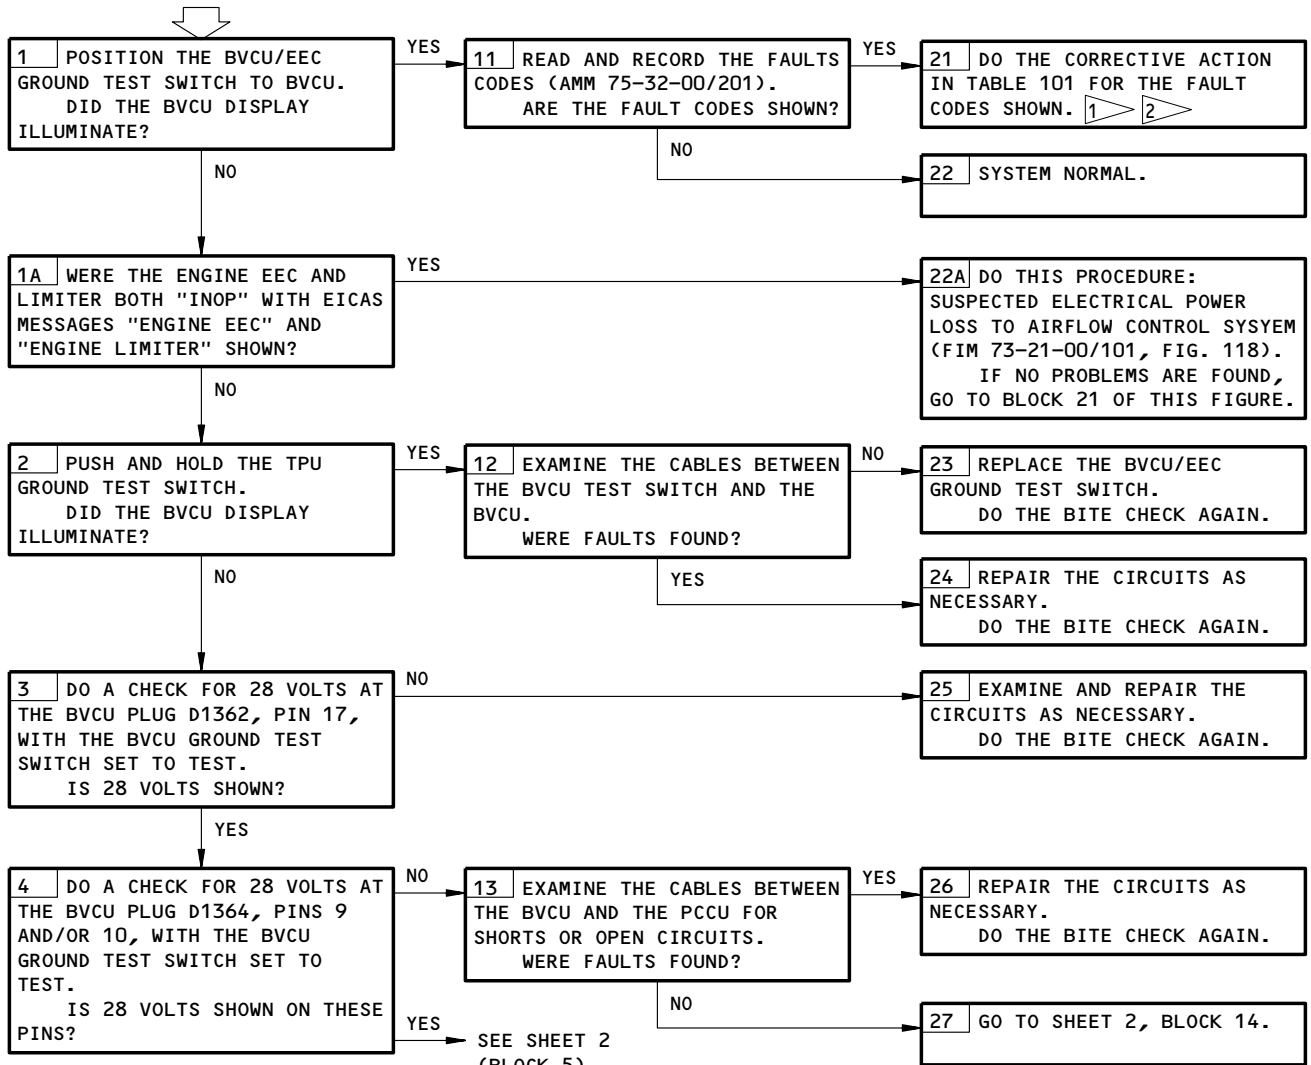 1 POSITION THE BVCU/EEC
GROUND TEST SWITCH TO BVCU.
DID THE BVCU DISPLAY
ILLUMINATE?
YES
11 READ AND RECORD THE FAULTS
CODES (AMM 75-32-00/201).
ARE THE FAULT CODES SHOWN?
YES
21 DO THE CORRECTIVE ACTION
IN TABLE 101 FOR THE FAULT
CODES SHOWN. 1 2
NO
NO
22 SYSTEM NORMAL.
1A WERE THE ENGINE EEC AND
LIMITER BOTH "INOP" WITH EICAS
MESSAGES "ENGINE EEC" AND
"ENGINE LIMITER" SHOWN?
YES
22A DO THIS PROCEDURE:
SUSPECTED ELECTRICAL POWER
LOSS TO AIRFLOW CONTROL SYSYEM
(FIM 73-21-00/101, FIG. 118).
IF NO PROBLEMS ARE FOUND,
GO TO BLOCK 21 OF THIS FIGURE.
NO
2 PUSH AND HOLD THE TPU
GROUND TEST SWITCH.
DID THE BVCU DISPLAY
ILLUMINATE?
YES
12 EXAMINE THE CABLES BETWEEN
THE BVCU TEST SWITCH AND THE
BVCU.
WERE FAULTS FOUND?
NO
23 REPLACE THE BVCU/EEC
GROUND TEST SWITCH.
DO THE BITE CHECK AGAIN.
NO
YES
24 REPAIR THE CIRCUITS AS
NECESSARY.
DO THE BITE CHECK AGAIN.
3 DO A CHECK FOR 28 VOLTS AT
THE BVCU PLUG D1362, PIN 17,
WITH THE BVCU GROUND TEST
SWITCH SET TO TEST.
IS 28 VOLTS SHOWN?
NO
25 EXAMINE AND REPAIR THE
CIRCUITS AS NECESSARY.
DO THE BITE CHECK AGAIN.
YES
4 DO A CHECK FOR 28 VOLTS AT
THE BVCU PLUG D1364, PINS 9
AND/OR 10, WITH THE BVCU
GROUND TEST SWITCH SET TO
TEST.
IS 28 VOLTS SHOWN ON THESE
PINS?
NO
13 EXAMINE THE CABLES BETWEEN
THE BVCU AND THE PCCU FOR
SHORTS OR OPEN CIRCUITS.
WERE FAULTS FOUND?
YES
26 REPAIR THE CIRCUITS AS
NECESSARY.
DO THE BITE CHECK AGAIN.
NO
27 GO TO SHEET 2, BLOCK 14.
YES
SEE SHEET 2
(BLOCK 5)